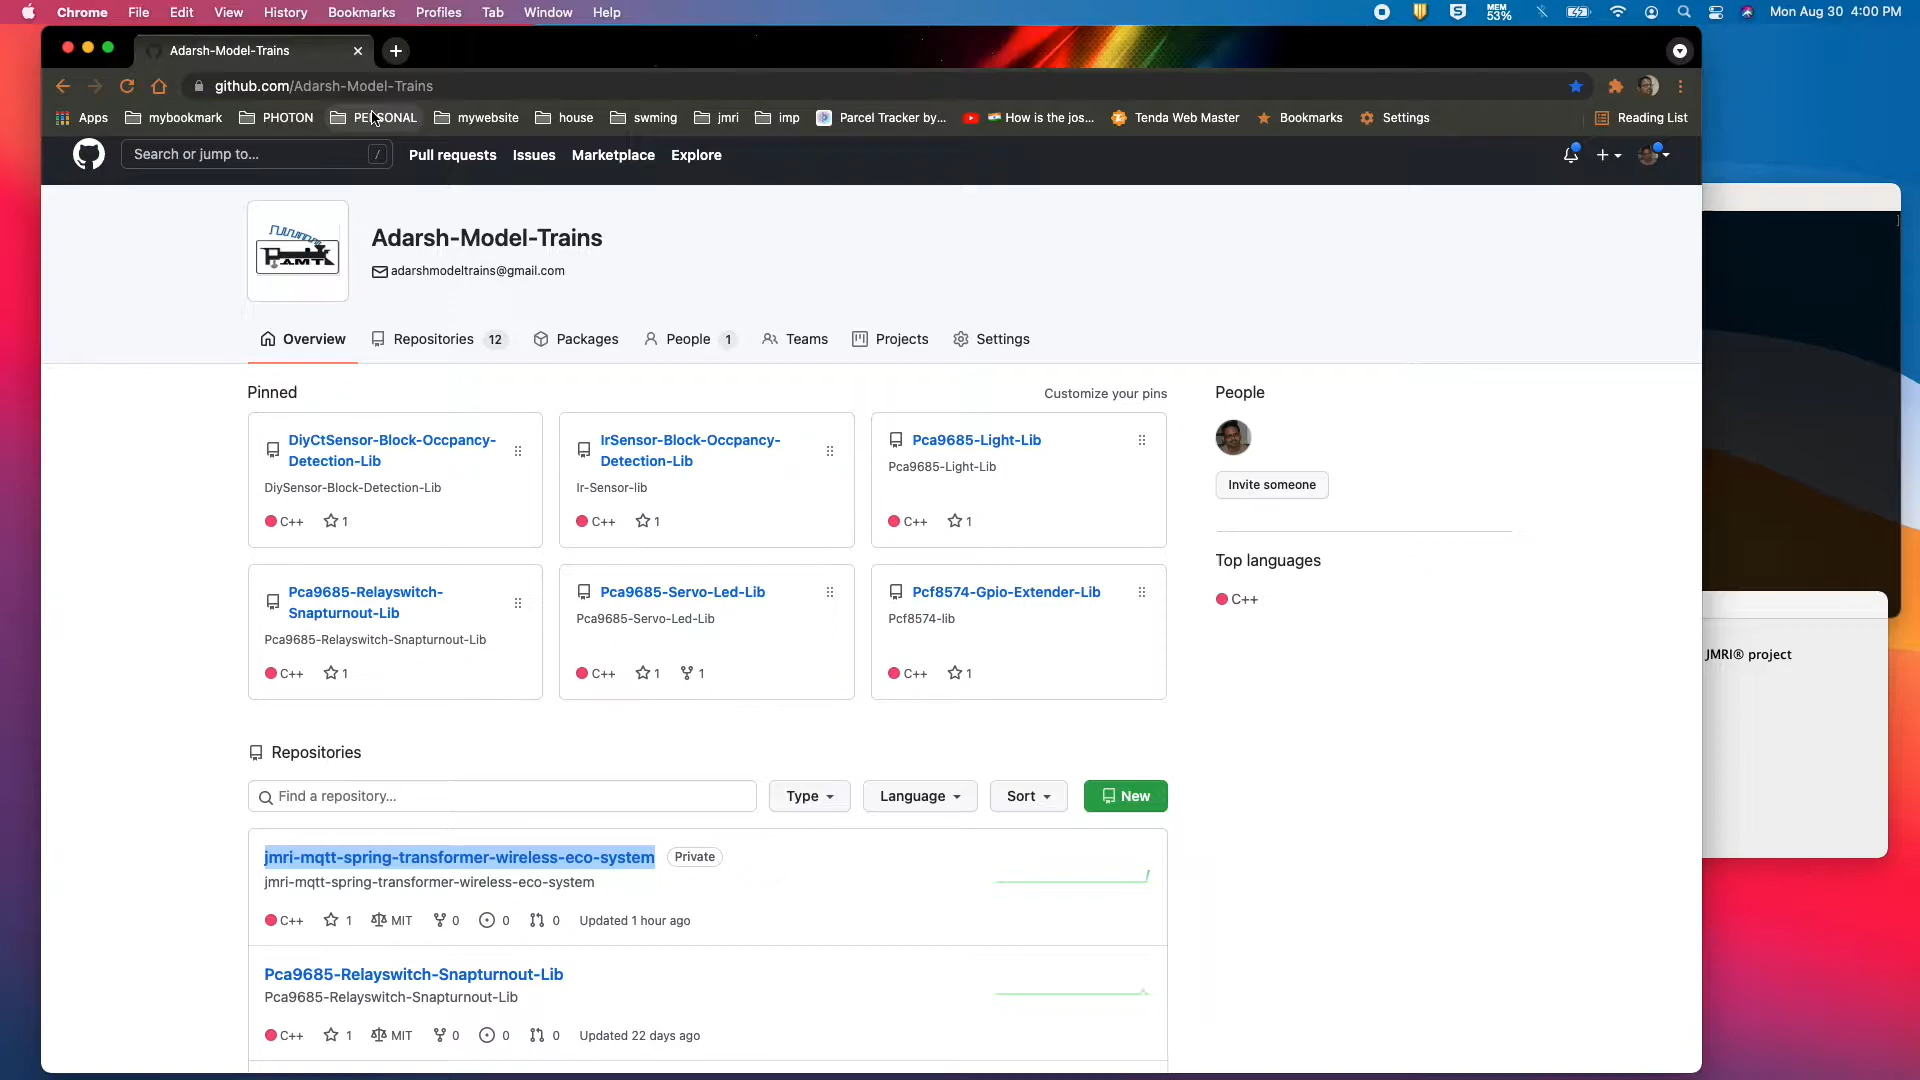 Chrome File Edit View History Bookmarks Profiles Tab Window Help
MEM 53%
Mon Aug 30 4:00 PM
Adarsh-Model-Trains
github.com/Adarsh-Model-Trains
Apps mybookmark PHOTON PERSONAL mywebsite house swming jmri imp Parcel Tracker by... How is the jos... Tenda Web Master Bookmarks Settings Reading List
Search or jump to... / Pull requests Issues Marketplace Explore
PAMTK
Adarsh-Model-Trains
adarshmodeltrains@gmail.com
Overview Repositories 12 Packages People 1 Teams Projects Settings
Pinned Customize your pins
DiyCtSensor-Block-Occpancy-
Detection-Lib
DiySensor-Block-Detection-Lib
C++ 1
IrSensor-Block-Occpancy-
Detection-Lib
Ir-Sensor-lib
C++ 1
Pca9685-Light-Lib
Pca9685-Light-Lib
C++ 1
Pca9685-Relayswitch-
Snapturnout-Lib
Pca9685-Relayswitch-Snapturnout-Lib
C++ 1
Pca9685-Servo-Led-Lib
Pca9685-Servo-Led-Lib
C++ 1 1
Pcf8574-Gpio-Extender-Lib
Pcf8574-lib
C++ 1
People
Invite someone
Top languages
C++
JMRI® project
Repositories
Find a repository... Type Language Sort New
jmri-mqtt-spring-transformer-wireless-eco-system Private
jmri-mqtt-spring-transformer-wireless-eco-system
C++ 1 MIT 0 0 0 Updated 1 hour ago
Pca9685-Relayswitch-Snapturnout-Lib
Pca9685-Relayswitch-Snapturnout-Lib
C++ 1 MIT 0 0 0 Updated 22 days ago